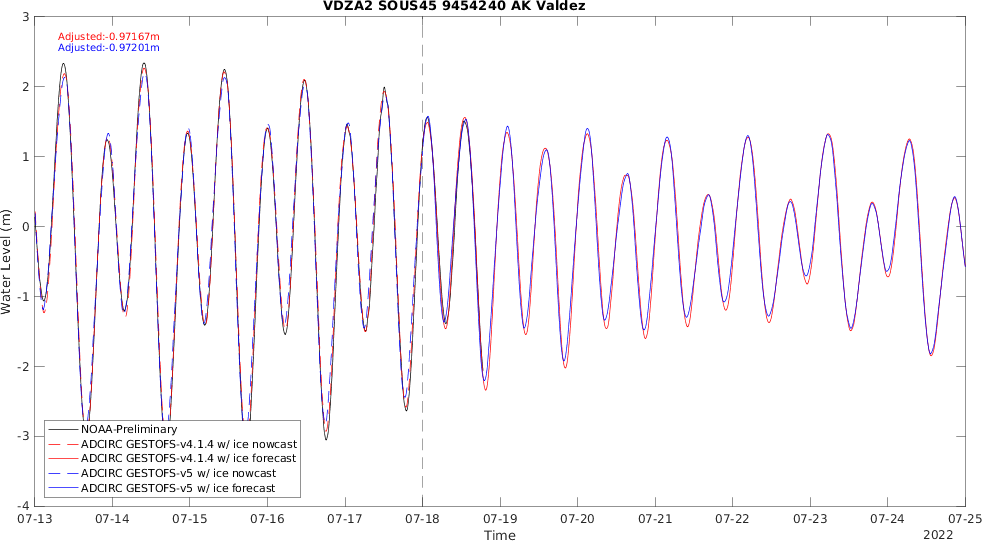 VDZA2 SOUS45 9454240 AK Valdez
Adjusted:-0.97167m
Adjusted:-0.97201m
3
2
1
0
-1
-2
-3
-4
Water Level (m)
NOAA-Preliminary
ADCIRC GESTOFS-v4.1.4 w/ ice nowcast
ADCIRC GESTOFS-v4.1.4 w/ ice forecast
ADCIRC GESTOFS-v5 w/ ice nowcast
ADCIRC GESTOFS-v5 w/ ice forecast
07-13 07-14 07-15 07-16 07-17 07-18 07-19 07-20 07-21 07-22 07-23 07-24 07-25
Time
2022